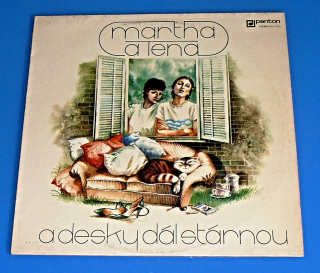 panton
martha
a lena
...a desky dál stárnou